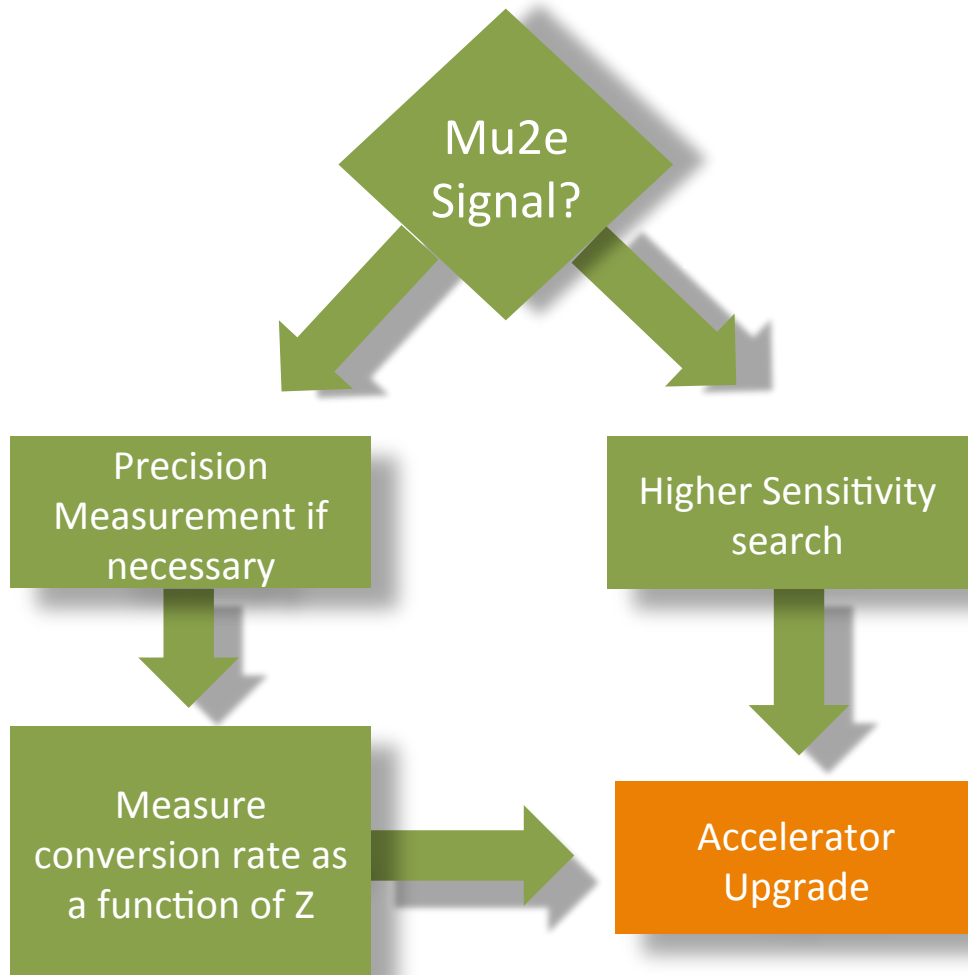 Mu2e
Signal?
Precision
Measurement if
necessary
Higher Sensitivity
search
Measure
conversion rate as
a function of Z
Accelerator
Upgrade